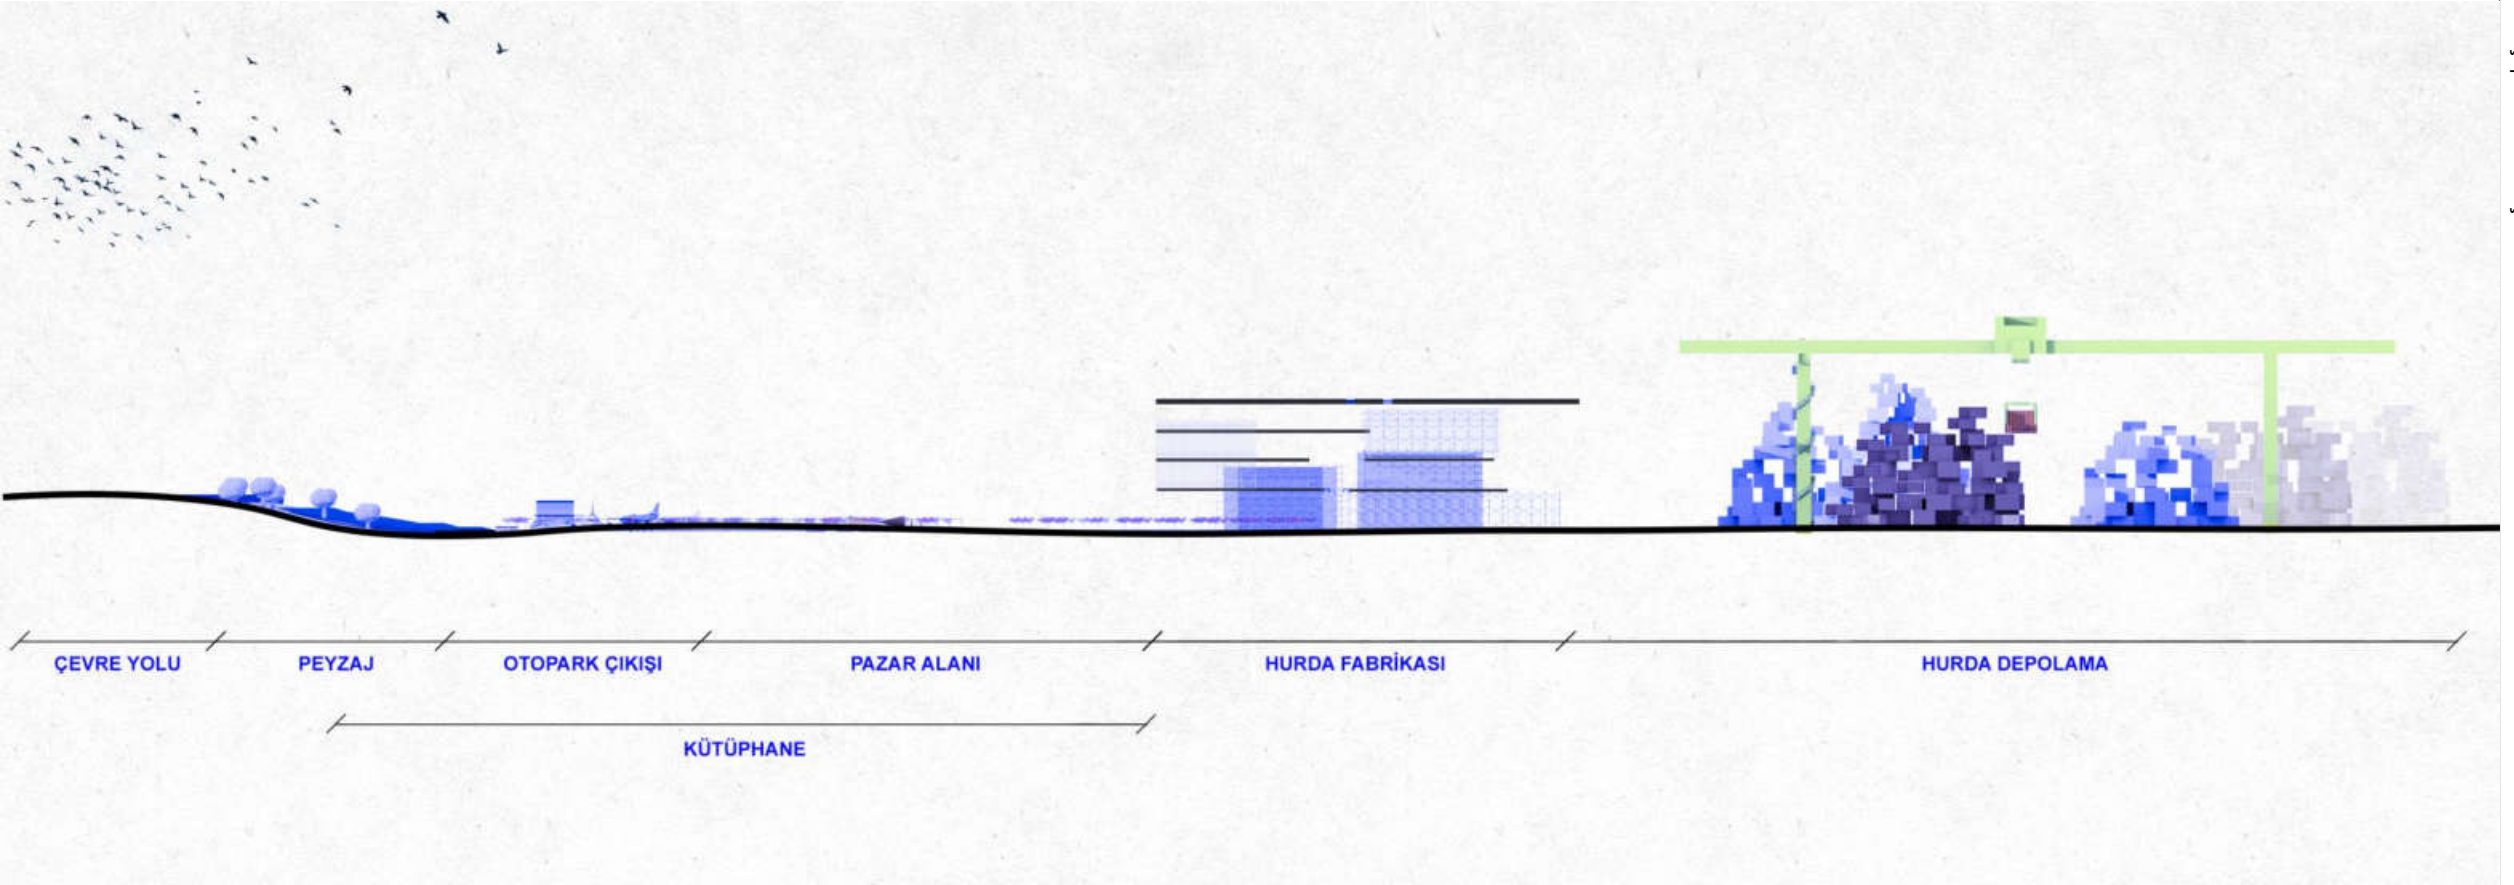 ÇEVRE YOLU
PEYZAJ
OTOPARK ÇIKIŞI
PAZAR ALANI
HURDA FABRİKASI
HURDA DEPOLAMA
KÜTÜPHANE